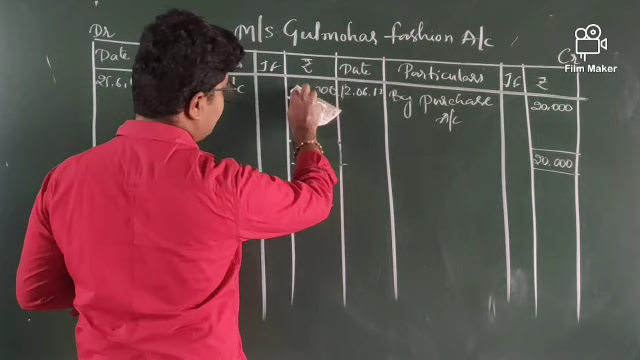 Dr M/s Gulmohar fashion A/c Cr
Date JF ₹ Date Particulars JF ₹
12.06.17 By Purchase 20,000
A/c
20,000
Film Maker